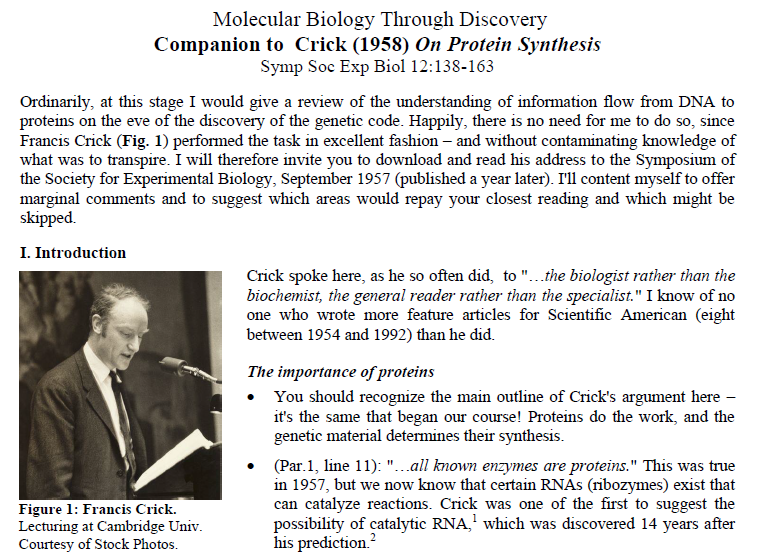 Molecular Biology Through Discovery
Companion to  Crick (1958) On Protein Synthesis
Symp Soc Exp Biol 12:138-163
Ordinarily, at this stage I would give a review of the understanding of information flow from DNA to
proteins on the eve of the discovery of the genetic code. Happily, there is no need for me to do so, since
Francis Crick (Fig. 1) performed the task in excellent fashion – and without contaminating knowledge of
what was to transpire. I will therefore invite you to download and read his address to the Symposium of
the Society for Experimental Biology, September 1957 (published a year later). I'll content myself to offer
marginal comments and to suggest which areas would repay your closest reading and which might be
skipped.
I. Introduction
Crick spoke here, as he so often did,  to "…the biologist rather than the
biochemist, the general reader rather than the specialist." I know of no
one who wrote more feature articles for Scientific American (eight
between 1954 and 1992) than he did.
The importance of proteins
• You should recognize the main outline of Crick's argument here –
it's the same that began our course! Proteins do the work, and the
genetic material determines their synthesis.
• (Par.1, line 11): "…all known enzymes are proteins." This was true
in 1957, but we now know that certain RNAs (ribozymes) exist that
can catalyze reactions. Crick was one of the first to suggest the
possibility of catalytic RNA,¹ which was discovered 14 years after
his prediction.²
Figure 1: Francis Crick.
Lecturing at Cambridge Univ.
Courtesy of Stock Photos.